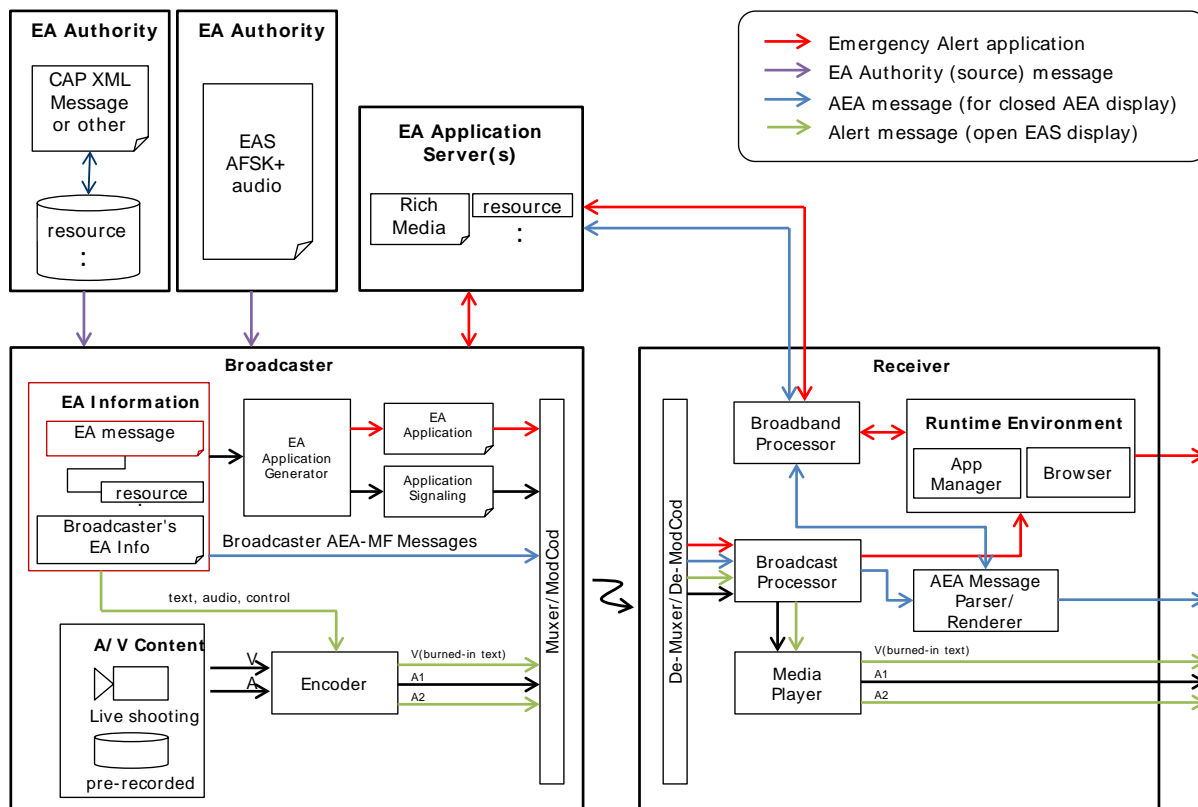 EA Authority
CAP XML
Message
or other
resource
:
EA Authority
EAS
AFSK+
audio
EA Application
Server(s)
Rich
Media
resource
:
Emergency Alert application
EA Authority (source) message
AEA message (for closed AEA display)
Alert message (open EAS display)
Broadcaster
EA Information
EA message
resource
:
Broadcaster's
EA Info
EA
Application
Generator
EA
Application
Application
Signaling
Broadcaster AEA-MF Messages
text, audio, control
A/V Content
Live shooting
pre-recorded
V
A
Encoder
V(burned-in text)
A1
A2
Muxer/ModCod
Receiver
De-Muxer/De-ModCod
Broadband
Processor
Runtime Environment
App
Manager
Browser
Broadcast
Processor
AEA Message
Parser/
Renderer
Media
Player
V(burned-in text)
A1
A2